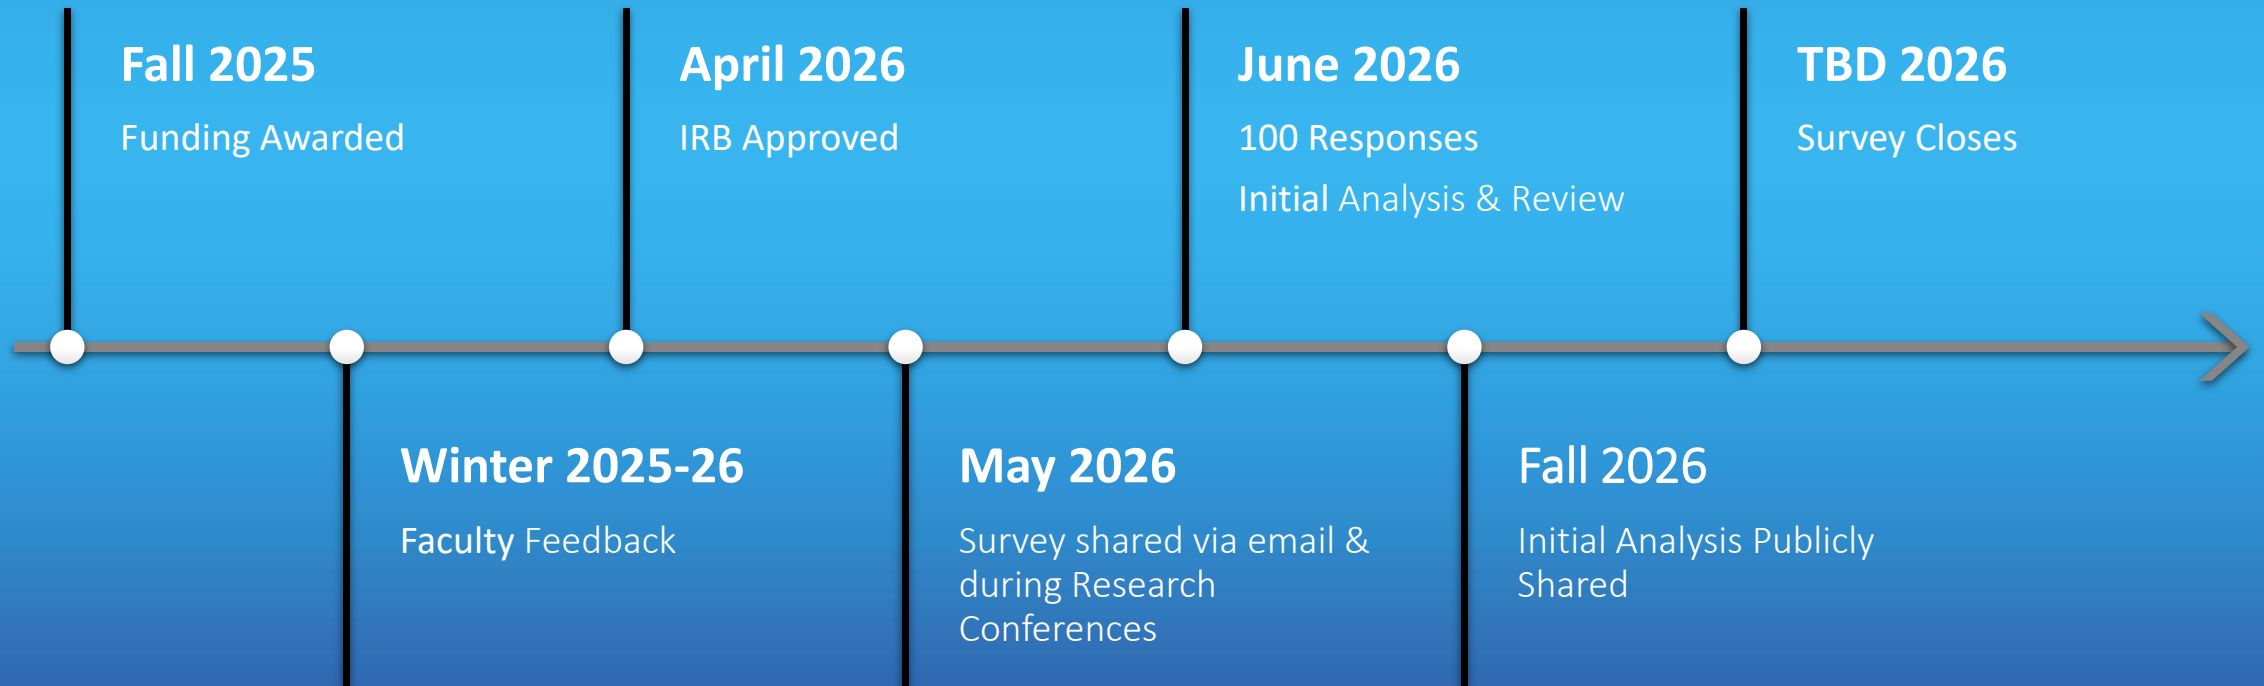 Fall 2025
Funding Awarded
Winter 2025-26
Faculty Feedback
April 2026
IRB Approved
May 2026
Survey shared via email &
during Research
Conferences
June 2026
100 Responses
Initial Analysis & Review
Fall 2026
Initial Analysis Publicly
Shared
TBD 2026
Survey Closes